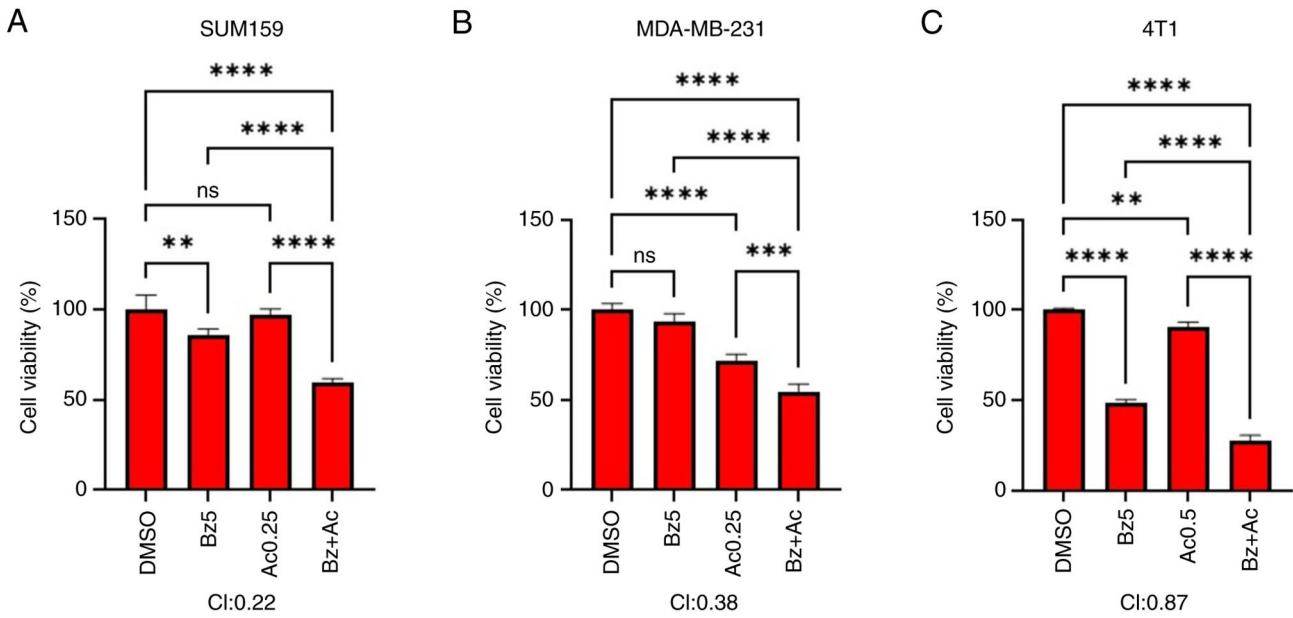 A
SUM159
****
****
ns
**
****
150
100
50
0
Cell viability (%)
DMSO
Bz5
Ac0.25
Bz+Ac
CI:0.22
B
MDA-MB-231
****
****
****
ns
***
150
100
50
0
Cell viability (%)
DMSO
Bz5
Ac0.25
Bz+Ac
CI:0.38
C
4T1
****
****
**
****
****
150
100
50
0
Cell viability (%)
DMSO
Bz5
Ac0.5
Bz+Ac
CI:0.87